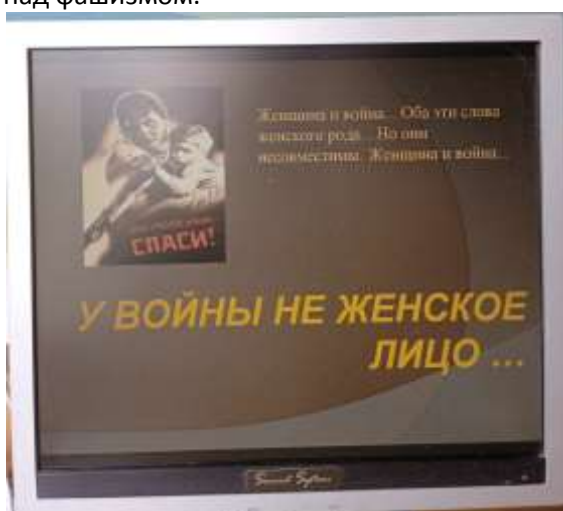 над фашизмом.
Женщина и война... Оба эти слова
женского рода... Но они
несовместимы. Женщина и война...
СПАСИ!
У ВОЙНЫ НЕ ЖЕНСКОЕ
ЛИЦО ...